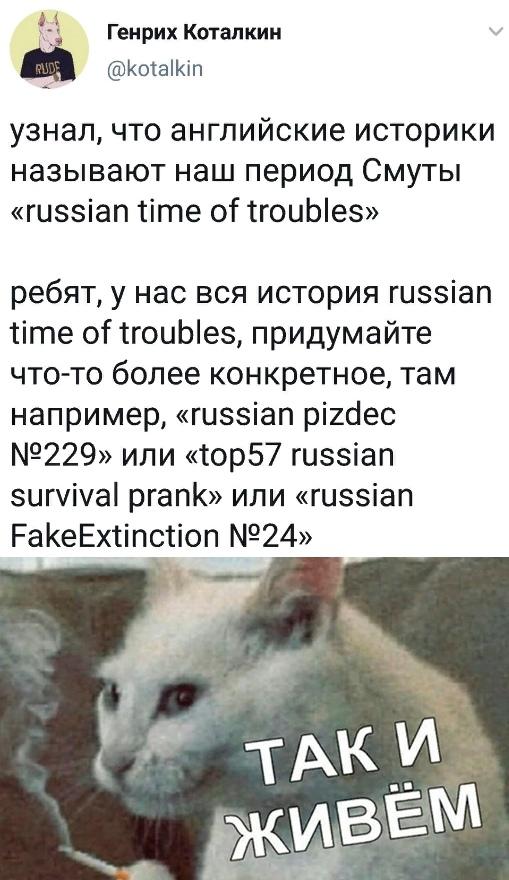 Генрих Коталкин
@kotalkin
RUDE
узнал, что английские историки
называют наш период Смуты
«russian time of troubles»
ребят, у нас вся история russian
time of troubles, придумайте
что-то более конкретное, там
например, «russian pizdec
№229» или «top57 russian
survival prank» или «russian
FakeExtinction №24»
ТАК И
ЖИВЁМ